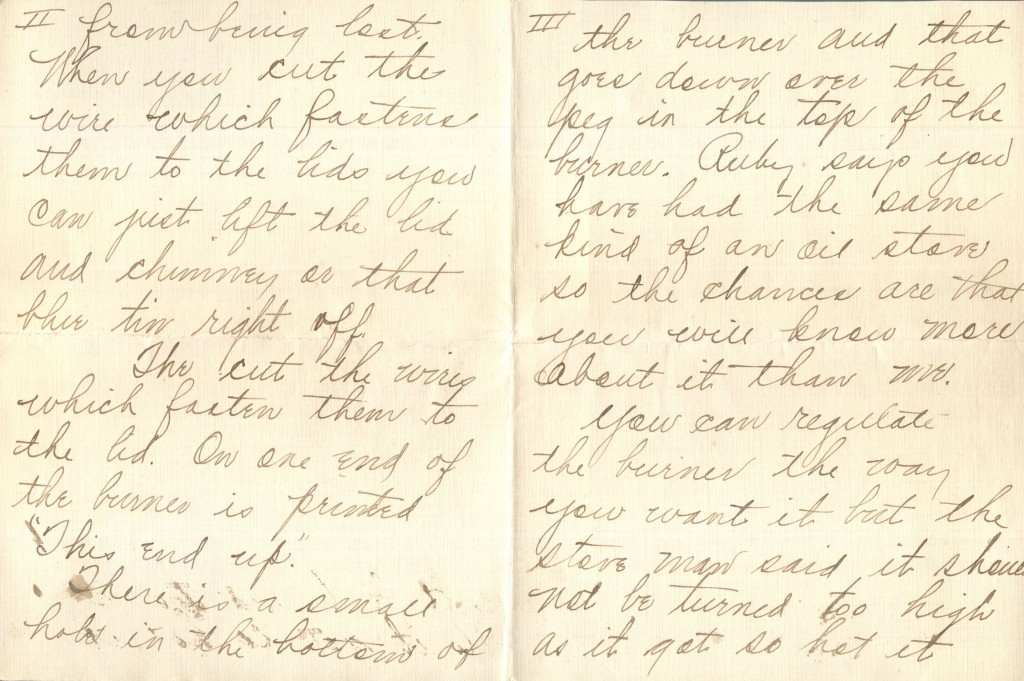 II
from being lost.
When you cut the
wire which fastens
them to the lids you
can just lift the lid
and chimney or that
blue tin right off.
The cut the wires
which fasten them to
the lid. On one end of
the burner is printed
"This end up."
There is a small
hole in the bottom of
III
the burner and that
goes down over the
peg in the top of the
burner. Ruby says you
have had the same
kind of an oil stove
so the chances are that
you will know more
about it than me.
You can regulate
the burner the way
you want it but the
stove man said it should
not be turned too high
as it got so hot it